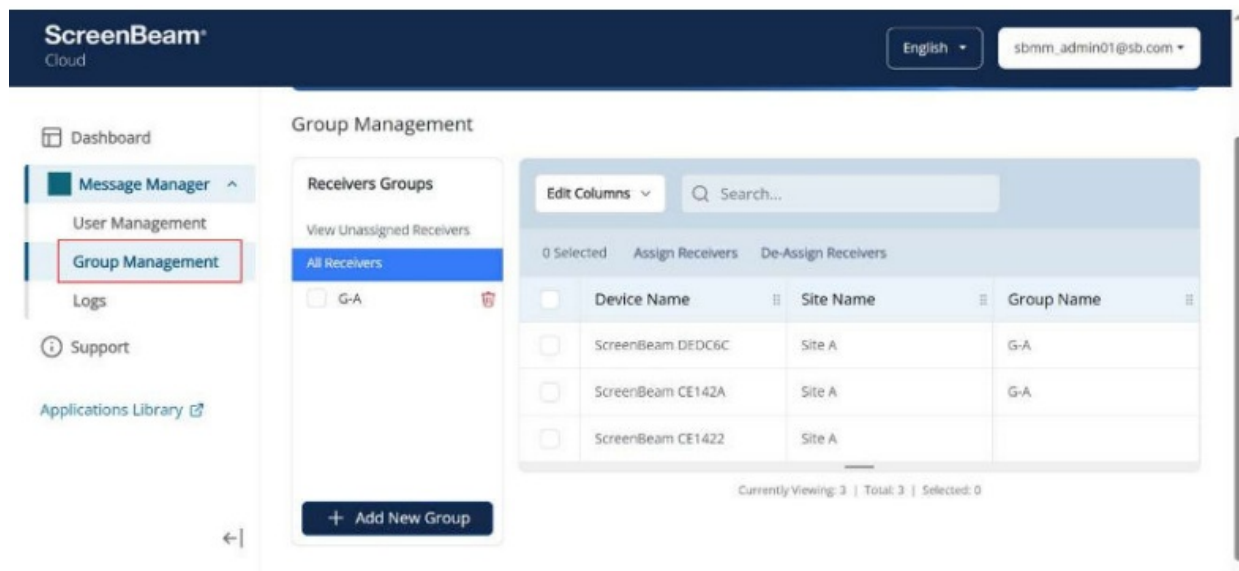 ScreenBeam
Cloud
English
sbmm_admin01@sb.com
Dashboard
Message Manager
User Management
Group Management
Logs
Support
Applications Library
Group Management
Receivers Groups
View Unassigned Receivers
All Receivers
G-A
+ Add New Group
Edit Columns
Search...
0 Selected Assign Receivers De-Assign Receivers
Device Name Site Name Group Name
ScreenBeam DEDC6C Site A G-A
ScreenBeam CE142A Site A G-A
ScreenBeam CE1422 Site A
Currently Viewing: 3 | Total: 3 | Selected: 0